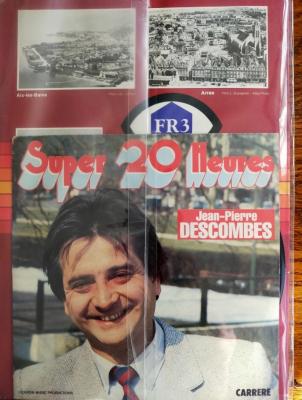 Aix-les-Bains
Arras
FR3
Super 20 Heures
Jean-Pierre
DESCOMBES
CARRERE